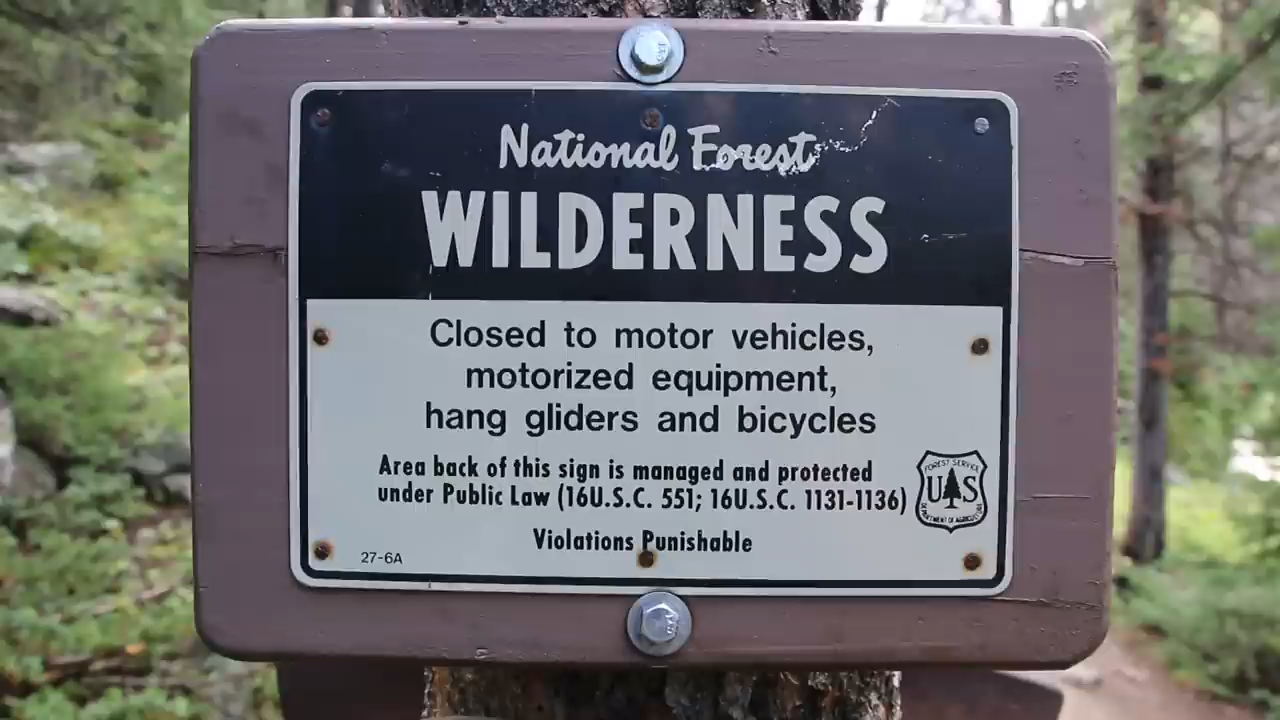 National Forest
WILDERNESS
Closed to motor vehicles,
motorized equipment,
hang gliders and bicycles
Area back of this sign is managed and protected
under Public Law (16U.S.C. 551; 16U.S.C. 1131-1136)
Violations Punishable
27-6A
FOREST SERVICE
U S
DEPARTMENT OF AGRICULTURE